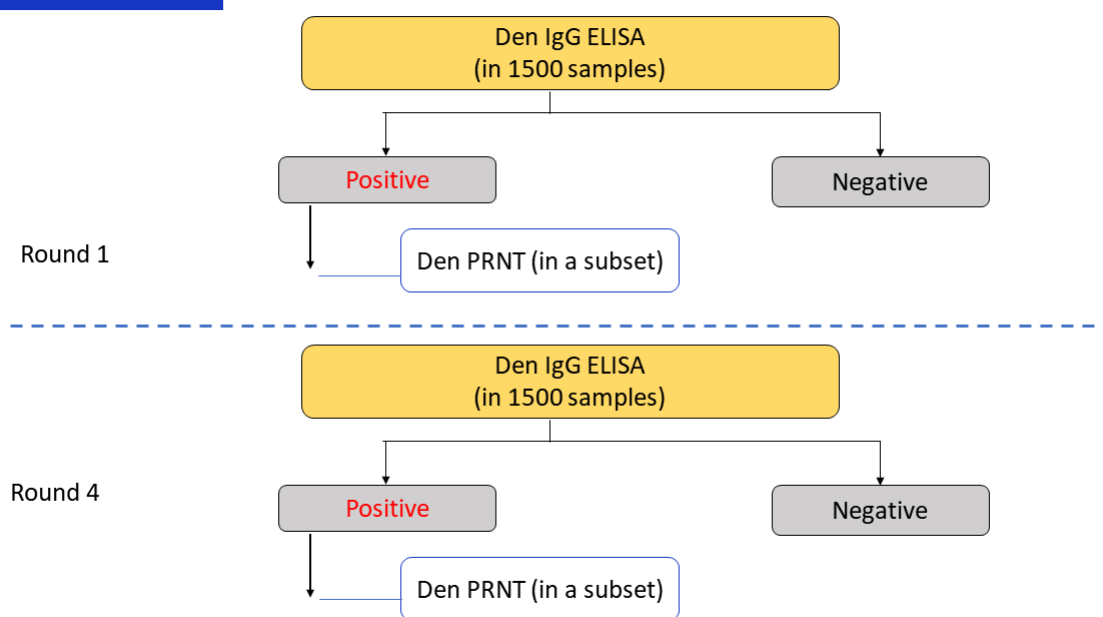 Den IgG ELISA
(in 1500 samples)
Positive
Negative
Round 1
Den PRNT (in a subset)
Den IgG ELISA
(in 1500 samples)
Round 4
Positive
Negative
Den PRNT (in a subset)